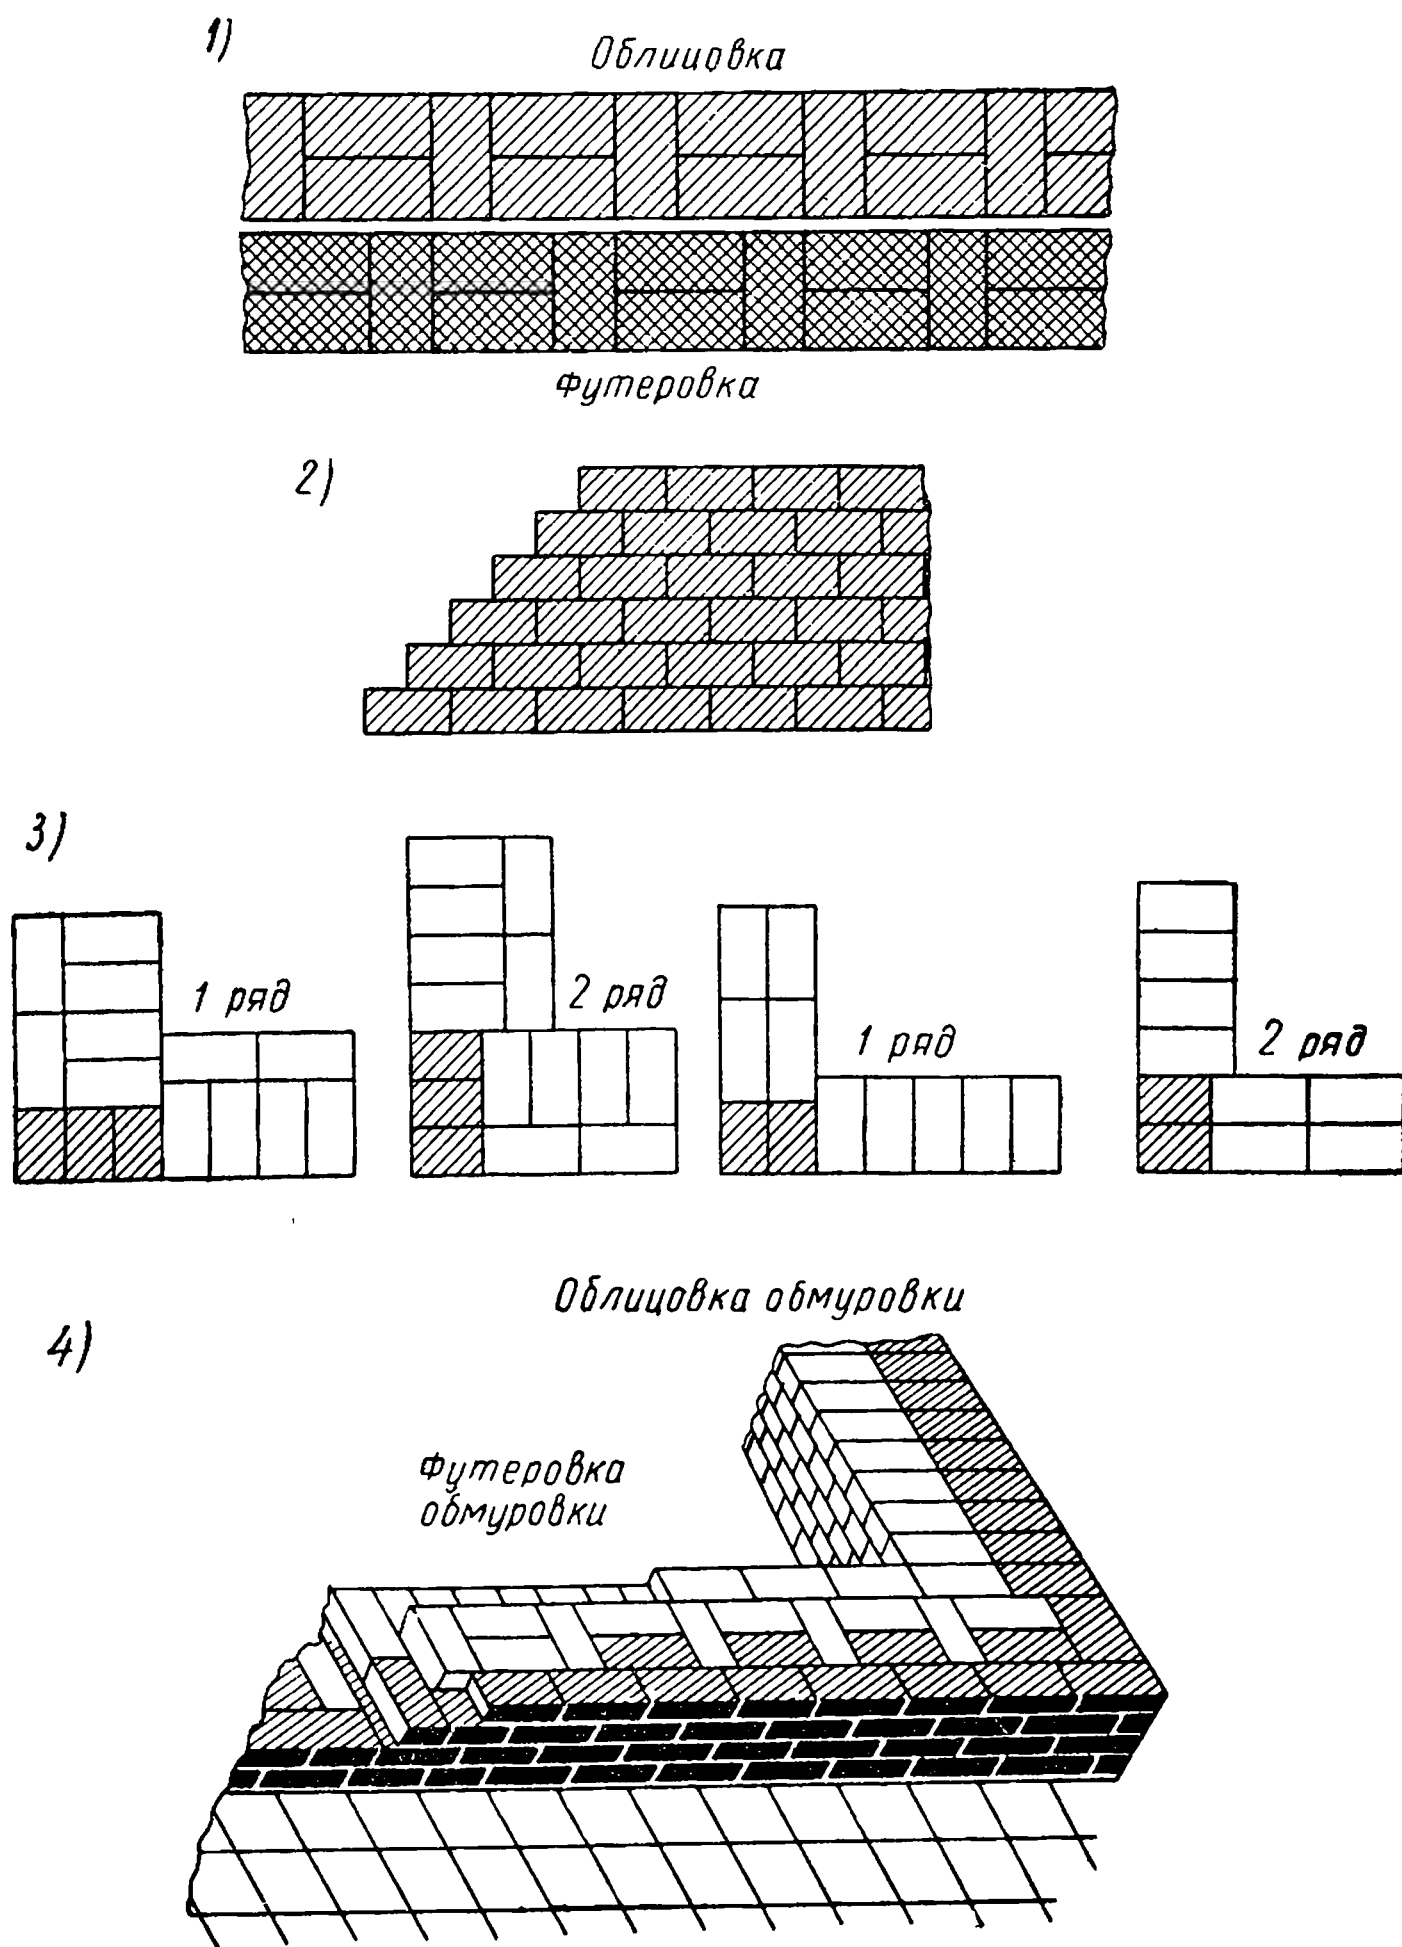 1)
Облицовка
Футеровка
2)
3)
1 ряд
2 ряд
1 ряд
2 ряд
4)
Облицовка обмуровки
Футеровка
обмуровки